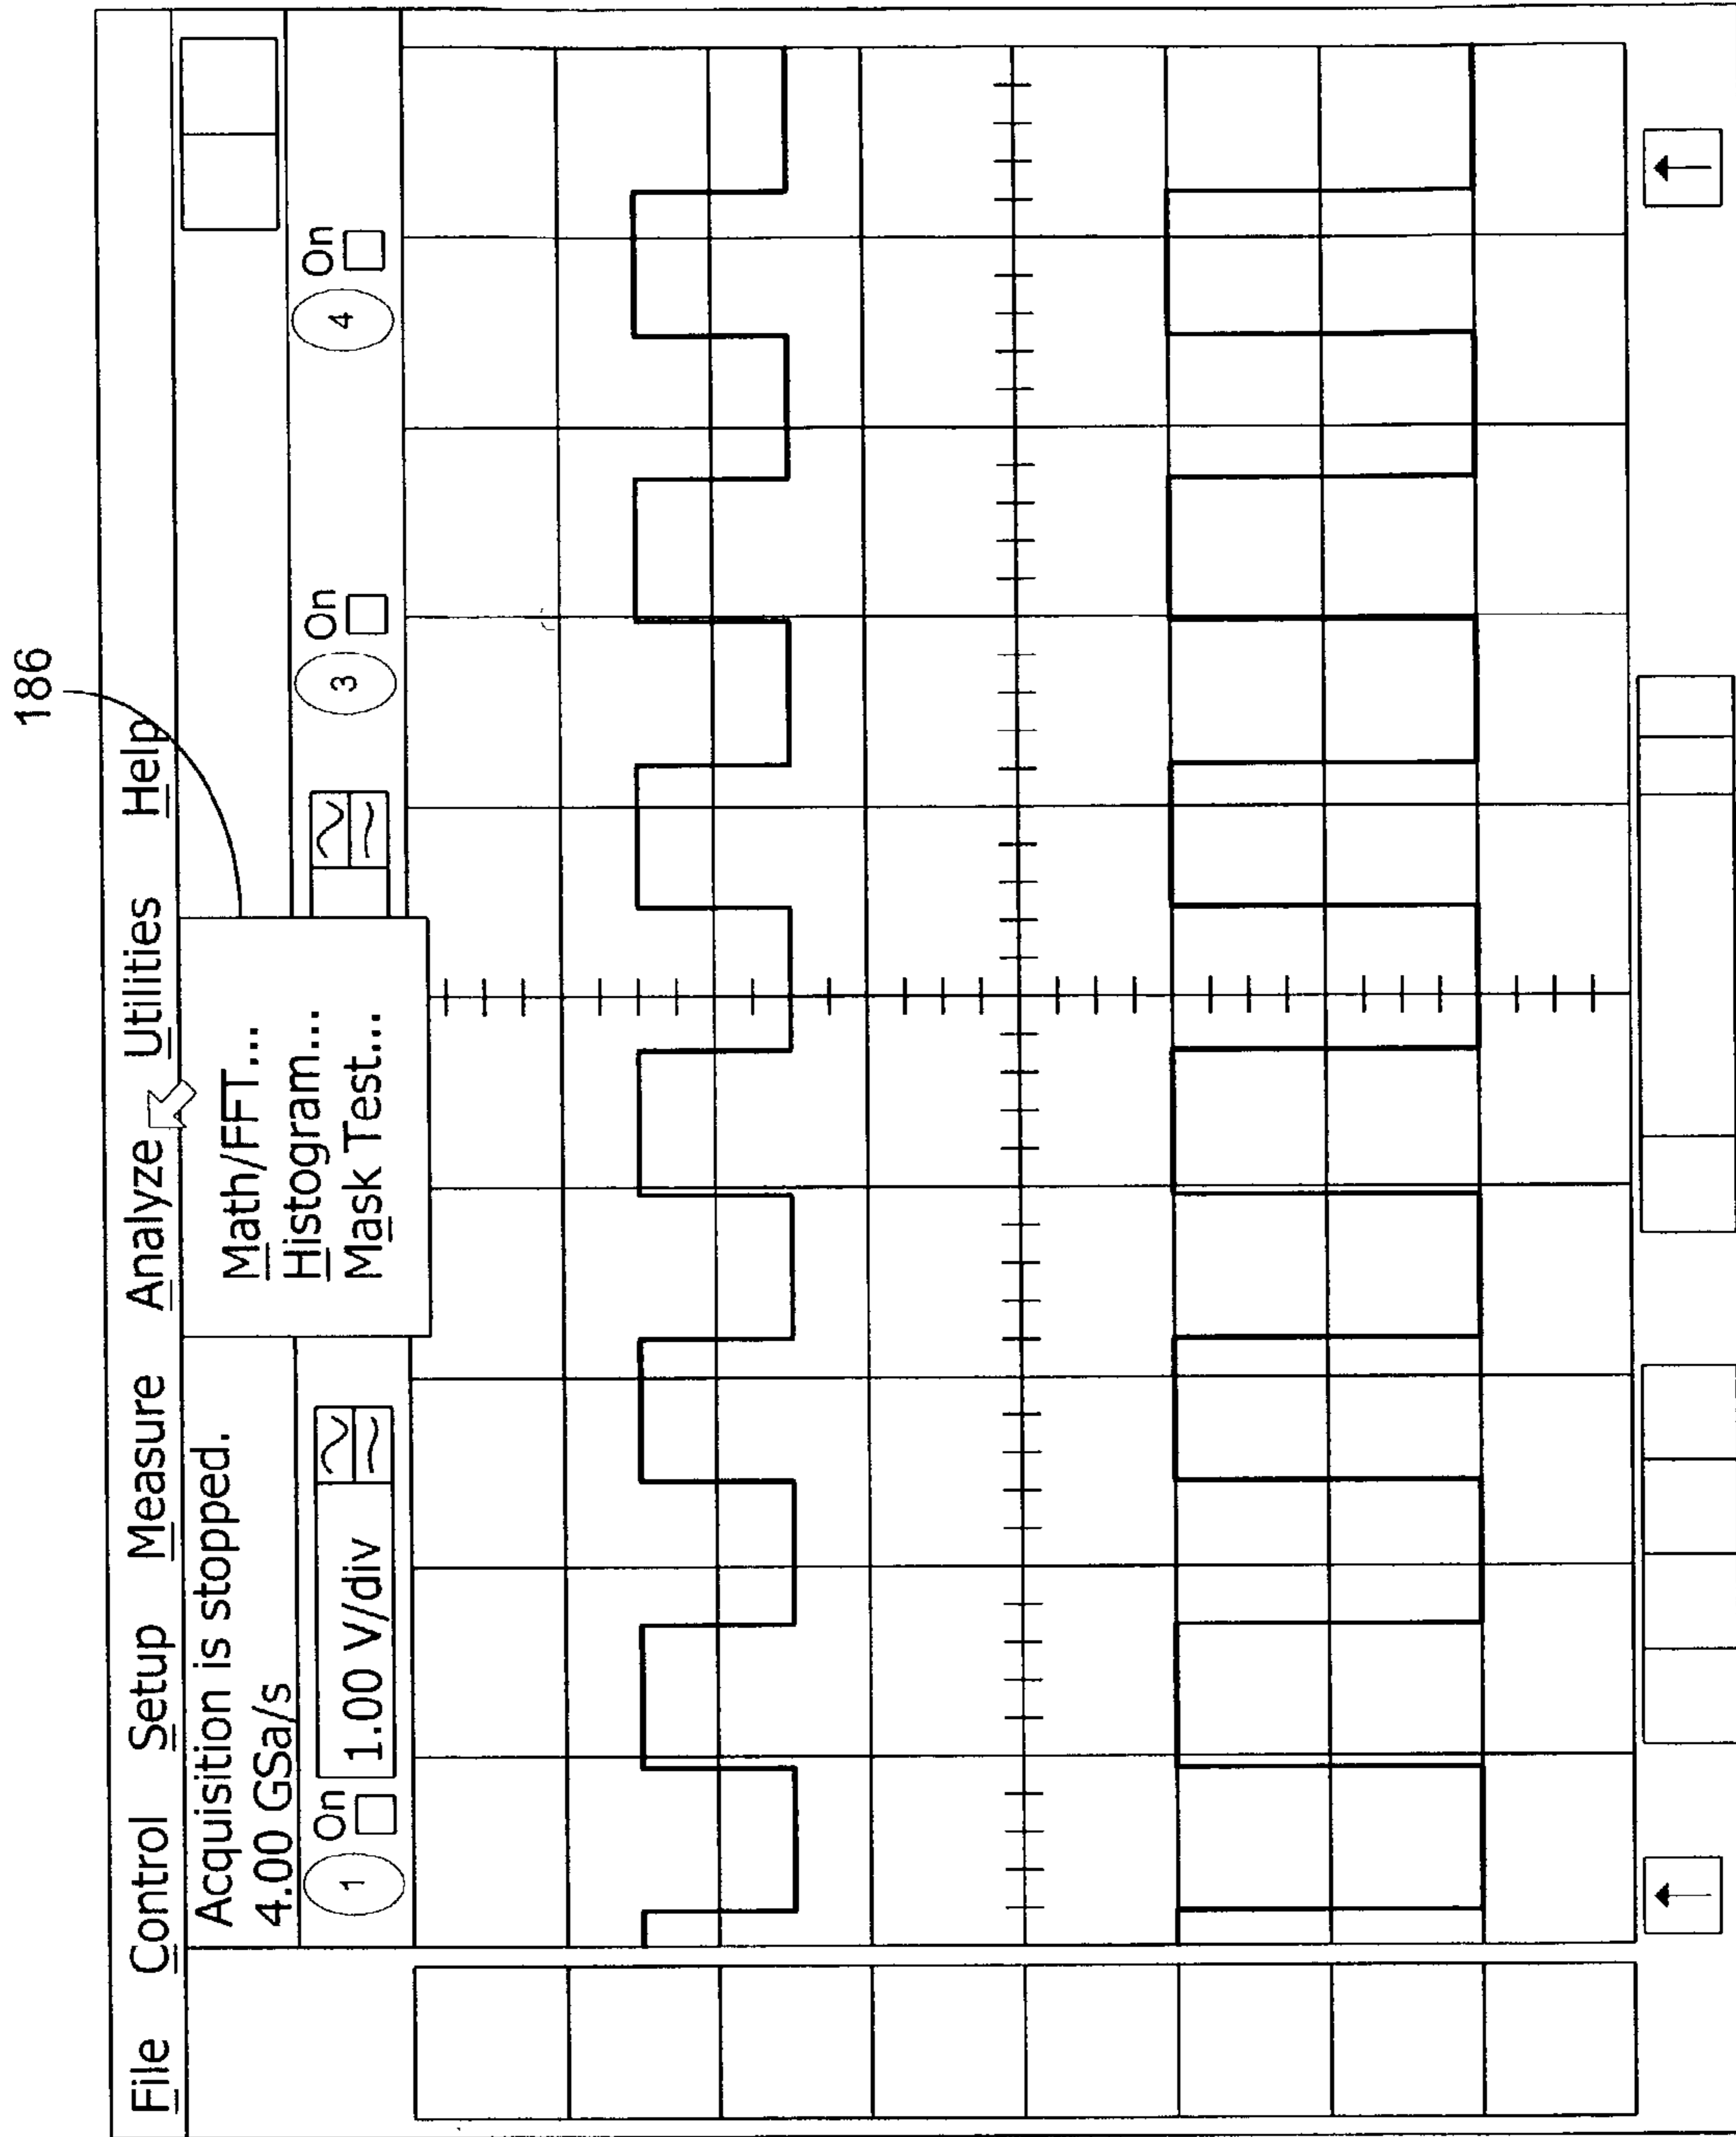 186
File Control Setup Measure Analyze Utilities Help
Acquisition is stopped.
4.00 GSa/s
Math/FFT...
Histogram...
Mask Test...
1 On 1.00 V/div 3 On 4 On